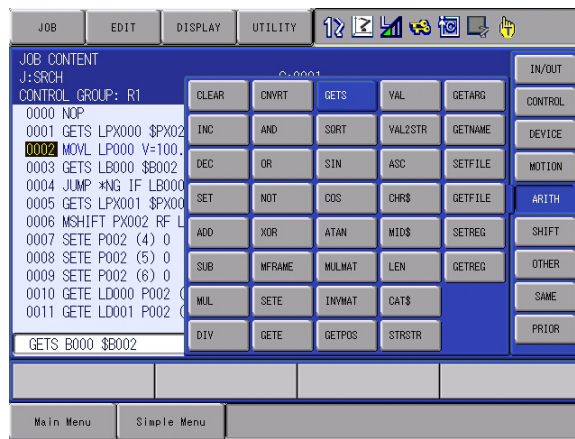 JOB EDIT DISPLAY UTILITY
JOB CONTENT
J:SRCH
CONTROL GROUP: R1
0000 NOP
0001 GETS LPX000 $PX02
0002 MOVL LP000 V=100.
0003 GETS LB000 $B002
0004 JUMP *NG IF LB000
0005 GETS LPX001 $PX00
0006 MSHIFT PX002 RF L
0007 SETE P002 (4) 0
0008 SETE P002 (5) 0
0009 SETE P002 (6) 0
0010 GETE LD000 P002 (
0011 GETE LD001 P002 (
GETS B000 $B002
CLEAR CNVRT GETS VAL GETARG
INC AND SQRT VAL2STR GETNAME
DEC OR SIN ASC SETFILE
SET NOT COS CHR$ GETFILE
ADD XOR ATAN MID$ SETREG
SUB MFRAME MULMAT LEN GETREG
MUL SETE INVMAT CAT$
DIV GETE GETPOS STRSTR
IN/OUT
CONTROL
DEVICE
MOTION
ARITH
SHIFT
OTHER
SAME
PRIOR
Main Menu Simple Menu